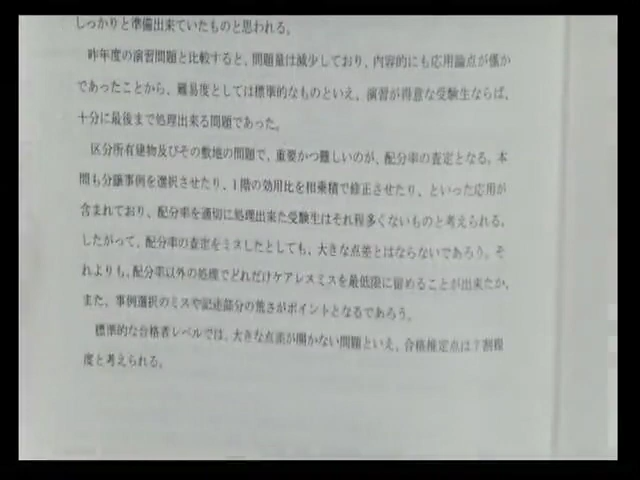 しっかりと準備出来ていたものと思われる。
昨年度の演習問題と比較すると、問題量は減少しており、内容的にも応用論点が僅か
であったことから、難易度としては標準的なものといえ、演習が得意な受験生ならば、
十分に最後まで処理出来る問題であった。
区分所有建物及びその敷地の問題で、重要かつ難しいのが、配分率の査定となる。本
問も分譲事例を選択させたり、1階の効用比を相乗積で修正させたり、といった応用が
含まれており、配分率を適切に処理出来た受験生はそれ程多くないものと考えられる。
したがって、配分率の査定をミスしたとしても、大きな点差とはならないであろう。そ
れよりも、配分率以外の処理でどれだけケアレスミスを最低限に留めることが出来たか、
また、事例選択のミスや記述部分の荒さがポイントとなるであろう。
標準的な合格者レベルでは、大きな点差が開かない問題といえ、合格推定点は7割程
度と考えられる。